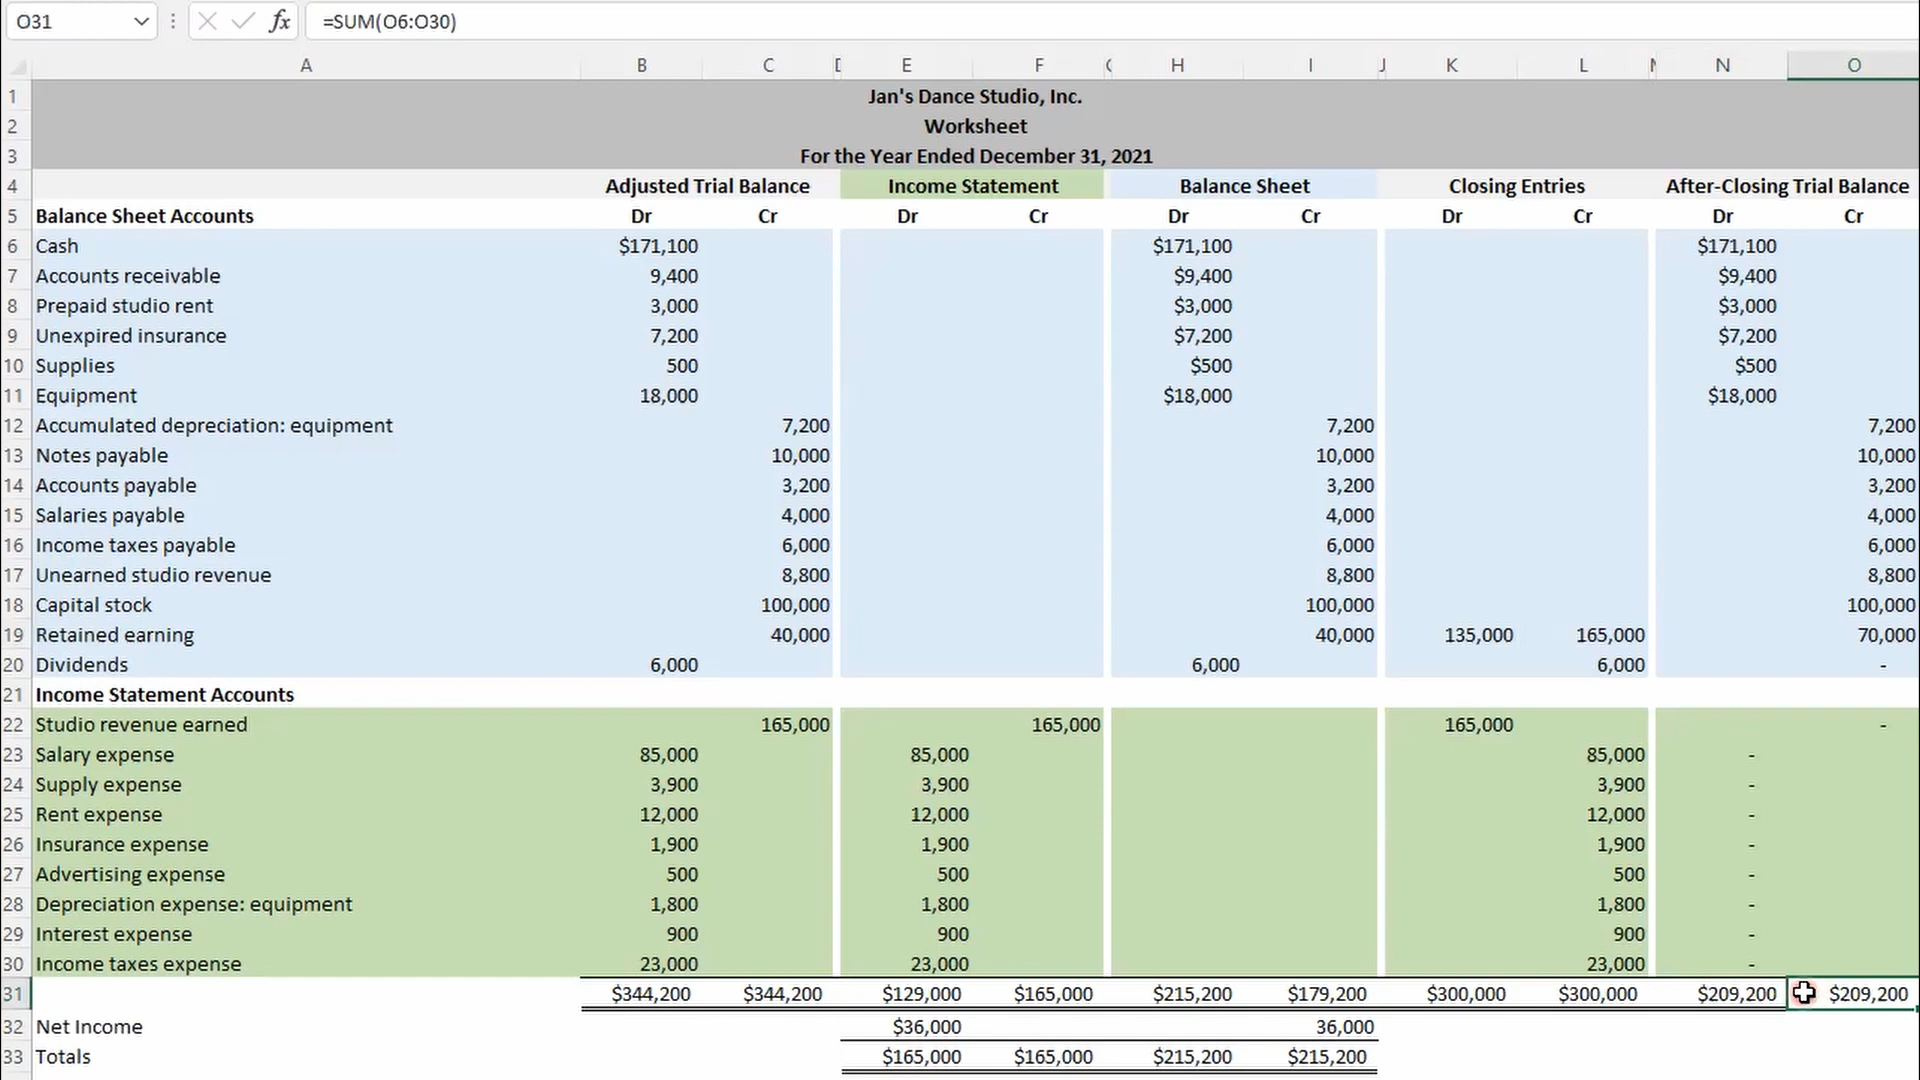 O31 fx =SUM(O6:O30)
A B C D E F G H I J K L M N O
1 Jan's Dance Studio, Inc.
2 Worksheet
3 For the Year Ended December 31, 2021
4 Adjusted Trial Balance Income Statement Balance Sheet Closing Entries After-Closing Trial Balance
5 Balance Sheet Accounts Dr Cr Dr Cr Dr Cr Dr Cr Dr Cr
6 Cash $171,100 $171,100 $171,100
7 Accounts receivable 9,400 $9,400 $9,400
8 Prepaid studio rent 3,000 $3,000 $3,000
9 Unexpired insurance 7,200 $7,200 $7,200
10 Supplies 500 $500 $500
11 Equipment 18,000 $18,000 $18,000
12 Accumulated depreciation: equipment 7,200 7,200 7,200
13 Notes payable 10,000 10,000 10,000
14 Accounts payable 3,200 3,200 3,200
15 Salaries payable 4,000 4,000 4,000
16 Income taxes payable 6,000 6,000 6,000
17 Unearned studio revenue 8,800 8,800 8,800
18 Capital stock 100,000 100,000 100,000
19 Retained earning 40,000 40,000 135,000 165,000 70,000
20 Dividends 6,000 6,000 6,000 -
21 Income Statement Accounts
22 Studio revenue earned 165,000 165,000 165,000 -
23 Salary expense 85,000 85,000 85,000 -
24 Supply expense 3,900 3,900 3,900 -
25 Rent expense 12,000 12,000 12,000 -
26 Insurance expense 1,900 1,900 1,900 -
27 Advertising expense 500 500 500 -
28 Depreciation expense: equipment 1,800 1,800 1,800 -
29 Interest expense 900 900 900 -
30 Income taxes expense 23,000 23,000 23,000 -
31 $344,200 $344,200 $129,000 $165,000 $215,200 $179,200 $300,000 $300,000 $209,200 $209,200
32 Net Income $36,000 36,000
33 Totals $165,000 $165,000 $215,200 $215,200